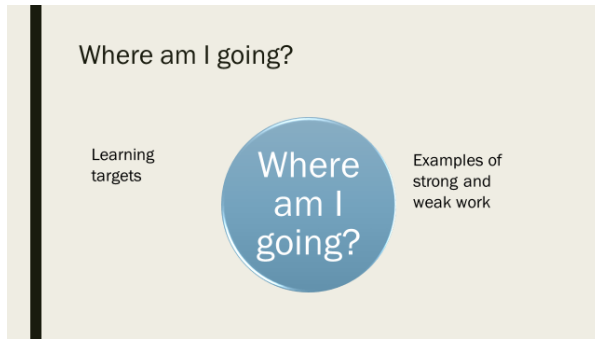 Where am I going?
Learning
targets
Where
am I
going?
Examples of
strong and
weak work